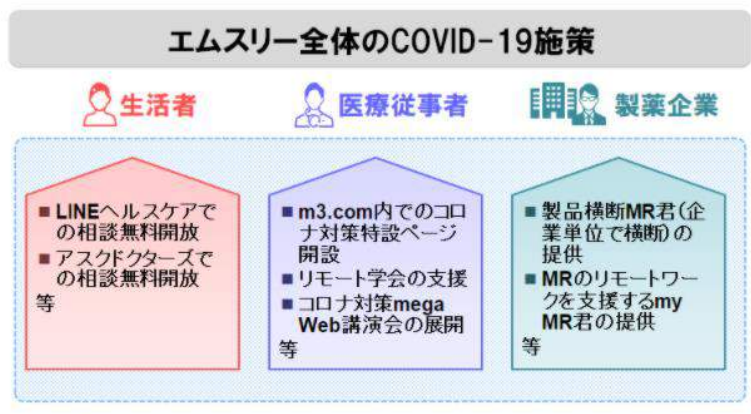 エムスリー全体のCOVID-19施策
生活者
■LINEヘルスケアで
の相談無料開放
■アスクドクターズで
の相談無料開放
等
医療従事者
■m3.com内でのコロ
ナ対策特設ページ
開設
■リモート学会の支援
■コロナ対策mega
Web講演会の展開
等
製薬企業
■製品横断MR君(企
業単位で横断)の
提供
■MRのリモートワー
クを支援するmy
MR君の提供
等